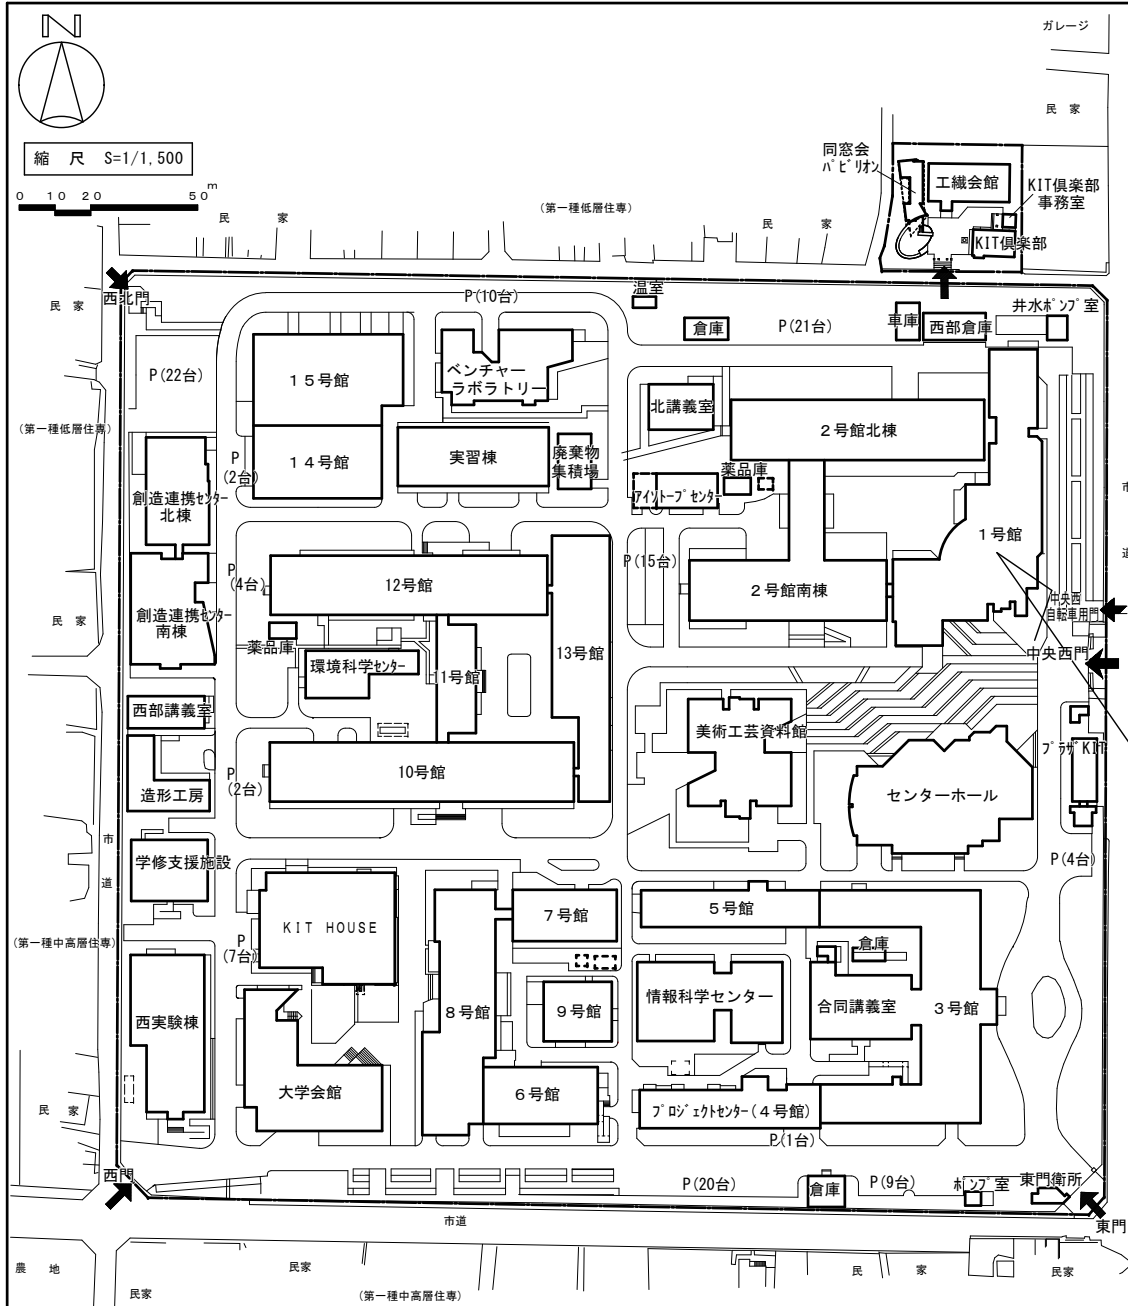 N
ガレージ
民 家
縮 尺 S=1/1,500
0 10 20 50 m
同窓会
パビリオン
工繊会館
KIT倶楽部
事務室
KIT倶楽部
(第一種低層住専)
民 家
民 家
西北門
民 家
P(10台)
温室
倉庫
P(21台)
車庫
西部倉庫
井水ポンプ室
P(22台)
15号館
ベンチャー
ラボラトリー
北講義室
2号館北棟
(第一種低層住専)
P
(2台)
14号館
実習棟
廃棄物
集積場
薬品庫
アイソトープセンター
創造連携センター
北棟
1号館
市
道
P
(4台)
12号館
P(15台)
2号館南棟
中央西
自転車用門
創造連携センター
南棟
民 家
薬品庫
環境科学センター
11号館
13号館
中央西門
西部講義室
美術工芸資料館
プラザKIT
造形工房
P
(2台)
10号館
センターホール
市
道
学修支援施設
P(4台)
KIT HOUSE
7号館
5号館
倉庫
(第一種中高層住専)
P
(7台)
西実験棟
8号館
9号館
情報科学センター
合同講義室
3号館
大学会館
6号館
プロジェクトセンター(4号館)
民 家
P(1台)
西門
P(20台)
倉庫
P(9台)
ポンプ室
東門衛所
東門
市道
農 地
民家
民 家
民家
民家
(第一種中高層住専)